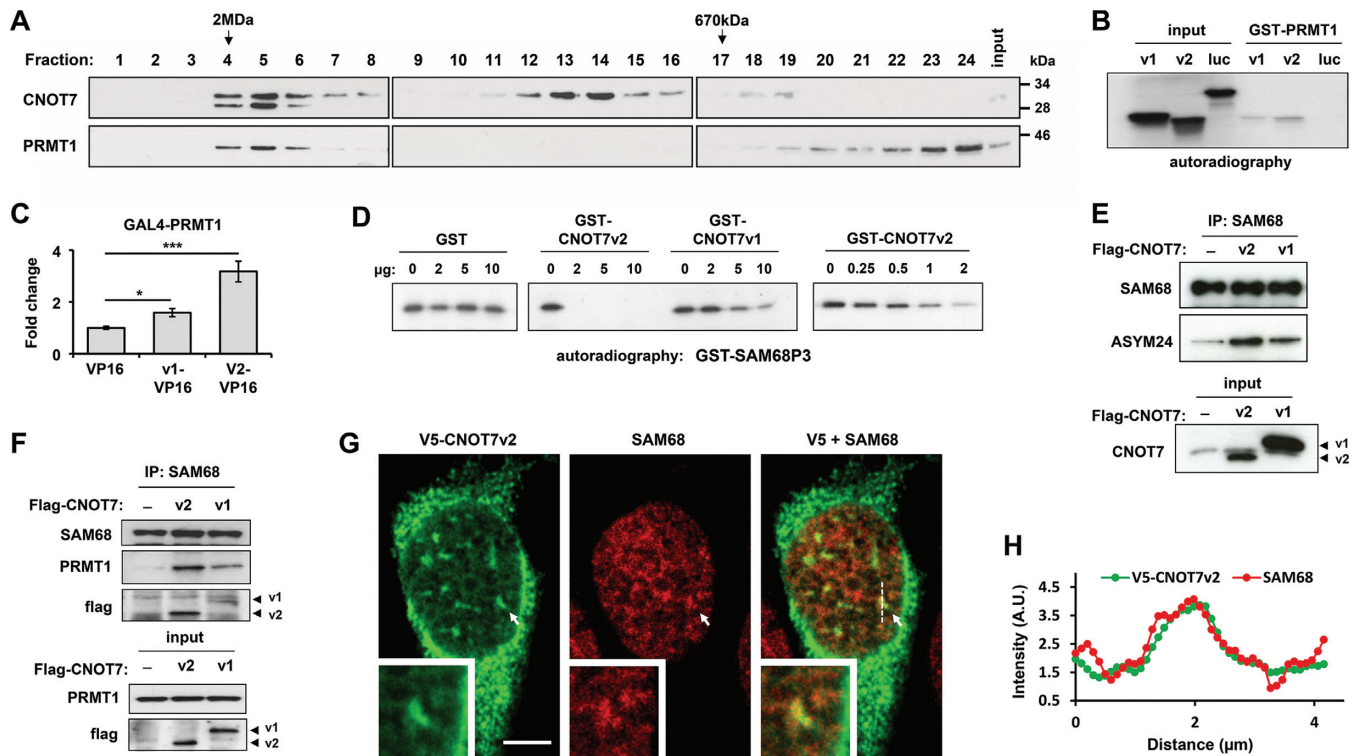 A
2MDa
670kDa
Fraction: 1 2 3 4 5 6 7 8 9 10 11 12 13 14 15 16 17 18 19 20 21 22 23 24 input kDa
CNOT7
34
28
PRMT1
46
B
input GST-PRMT1
v1 v2 luc v1 v2 luc
autoradiography
C
GAL4-PRMT1
Fold change
4
2
0
***
*
VP16 v1-VP16 V2-VP16
D
GST GST-CNOT7v2 GST-CNOT7v1 GST-CNOT7v2
µg: 0 2 5 10 0 2 5 10 0 2 5 10 0 0.25 0.5 1 2
autoradiography: GST-SAM68P3
E
IP: SAM68
Flag-CNOT7: – v2 v1
SAM68
ASYM24
input
Flag-CNOT7: – v2 v1
CNOT7
v1
v2
F
IP: SAM68
Flag-CNOT7: – v2 v1
SAM68
PRMT1
flag
v1
v2
input
Flag-CNOT7: – v2 v1
PRMT1
flag
v1
v2
G
V5-CNOT7v2 SAM68 V5 + SAM68
H
V5-CNOT7v2 SAM68
Intensity (A.U.)
4.5
3.5
2.5
1.5
0.5
0 2 4
Distance (µm)